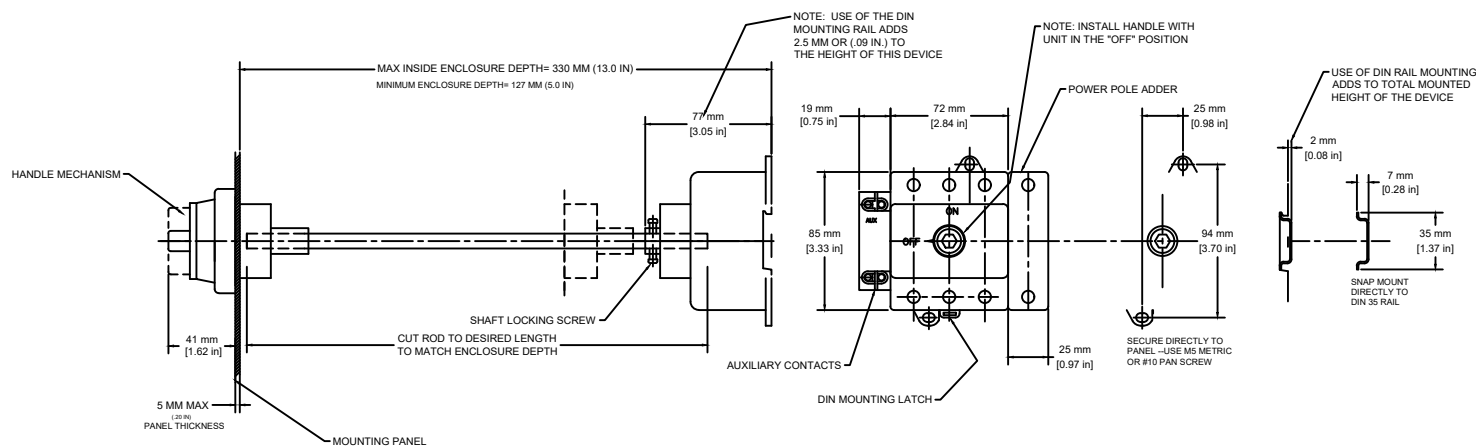 NOTE: USE OF THE DIN
MOUNTING RAIL ADDS
2.5 MM OR (.09 IN.) TO
THE HEIGHT OF THIS DEVICE
NOTE: INSTALL HANDLE WITH
UNIT IN THE "OFF" POSITION
MAX INSIDE ENCLOSURE DEPTH= 330 MM (13.0 IN)
MINIMUM ENCLOSURE DEPTH= 127 MM (5.0 IN)
USE OF DIN RAIL MOUNTING
ADDS TO TOTAL MOUNTED
HEIGHT OF THE DEVICE
POWER POLE ADDER
77 mm
[3.05 in]
19 mm
[0.75 in]
72 mm
[2.84 in]
25 mm
[0.98 in]
2 mm
[0.08 in]
HANDLE MECHANISM
7 mm
[0.28 in]
AUX
ON
OFF
85 mm
[3.33 in]
94 mm
[3.70 in]
35 mm
[1.37 in]
SNAP MOUNT
DIRECTLY TO
DIN 35 RAIL
SHAFT LOCKING SCREW
CUT ROD TO DESIRED LENGTH
TO MATCH ENCLOSURE DEPTH
41 mm
[1.62 in]
AUXILIARY CONTACTS
25 mm
[0.97 in]
SECURE DIRECTLY TO
PANEL --USE M5 METRIC
OR #10 PAN SCREW
DIN MOUNTING LATCH
5 MM MAX
(.20 IN)
PANEL THICKNESS
MOUNTING PANEL